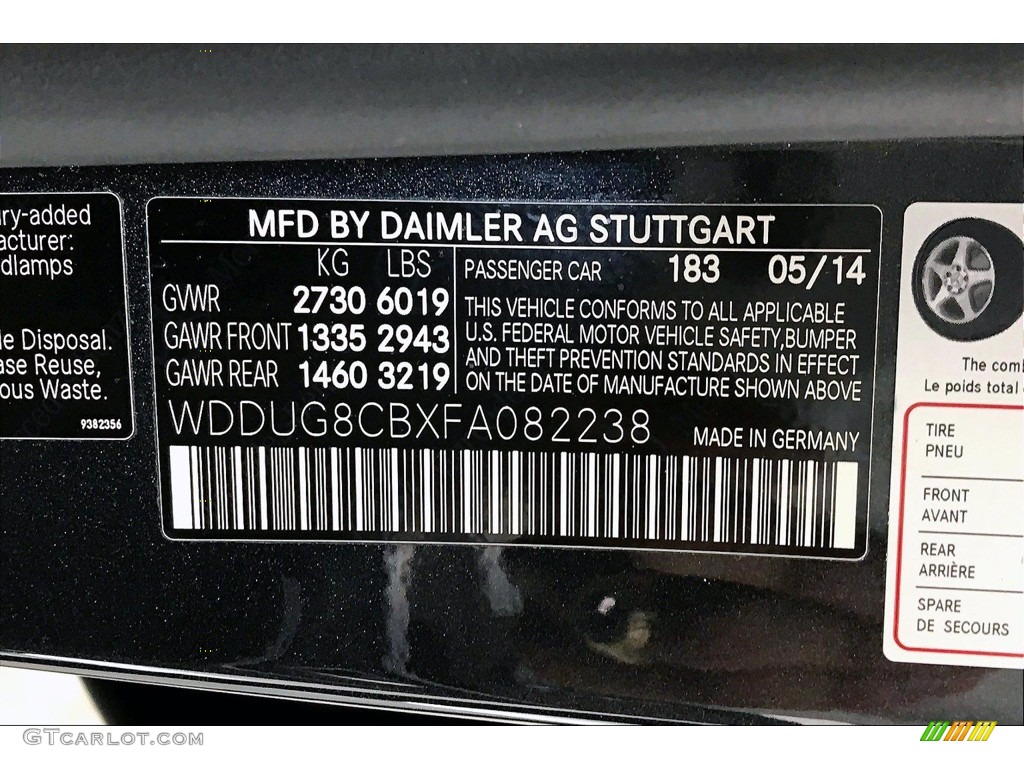 ry-added
acturer:
dlamps
le Disposal.
ase Reuse,
ous Waste.
9382356
MFD BY DAIMLER AG STUTTGART
KG LBS
GVWR 2730 6019
GAWR FRONT 1335 2943
GAWR REAR 1460 3219
PASSENGER CAR 183 05/14
THIS VEHICLE CONFORMS TO ALL APPLICABLE
U.S. FEDERAL MOTOR VEHICLE SAFETY,BUMPER
AND THEFT PREVENTION STANDARDS IN EFFECT
ON THE DATE OF MANUFACTURE SHOWN ABOVE
WDDUG8CBXFA082238
MADE IN GERMANY
The comb
Le poids total
TIRE
PNEU
FRONT
AVANT
REAR
ARRIÈRE
SPARE
DE SECOURS
GTcarlot.com